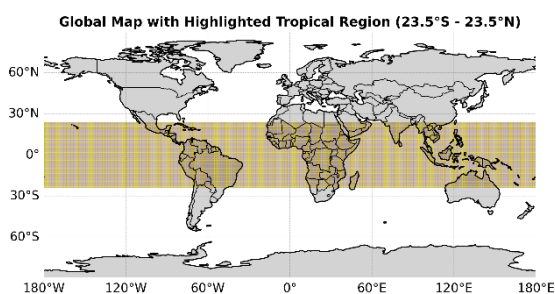 Global Map with Highlighted Tropical Region (23.5°S - 23.5°N)
60°N
30°N
0°
30°S
60°S
180°W 120°W 60°W 0° 60°E 120°E 180°E